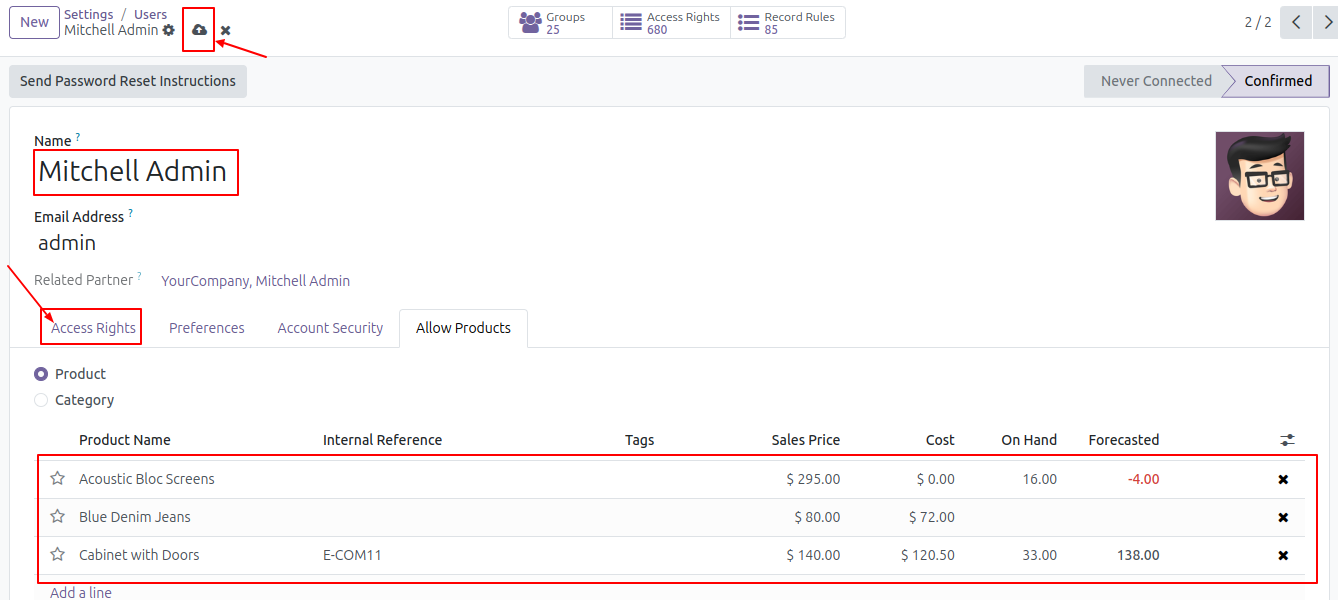 New
Settings / Users
Mitchell Admin
Groups
25
Access Rights
680
Record Rules
85
2 / 2
Send Password Reset Instructions
Never Connected
Confirmed
Name ?
Mitchell Admin
Email Address ?
admin
Related Partner ? YourCompany, Mitchell Admin
Access Rights Preferences Account Security Allow Products
Product
Category
Product Name Internal Reference Tags Sales Price Cost On Hand Forecasted
Acoustic Bloc Screens $ 295.00 $ 0.00 16.00 -4.00
Blue Denim Jeans $ 80.00 $ 72.00
Cabinet with Doors E-COM11 $ 140.00 $ 120.50 33.00 138.00
Add a line